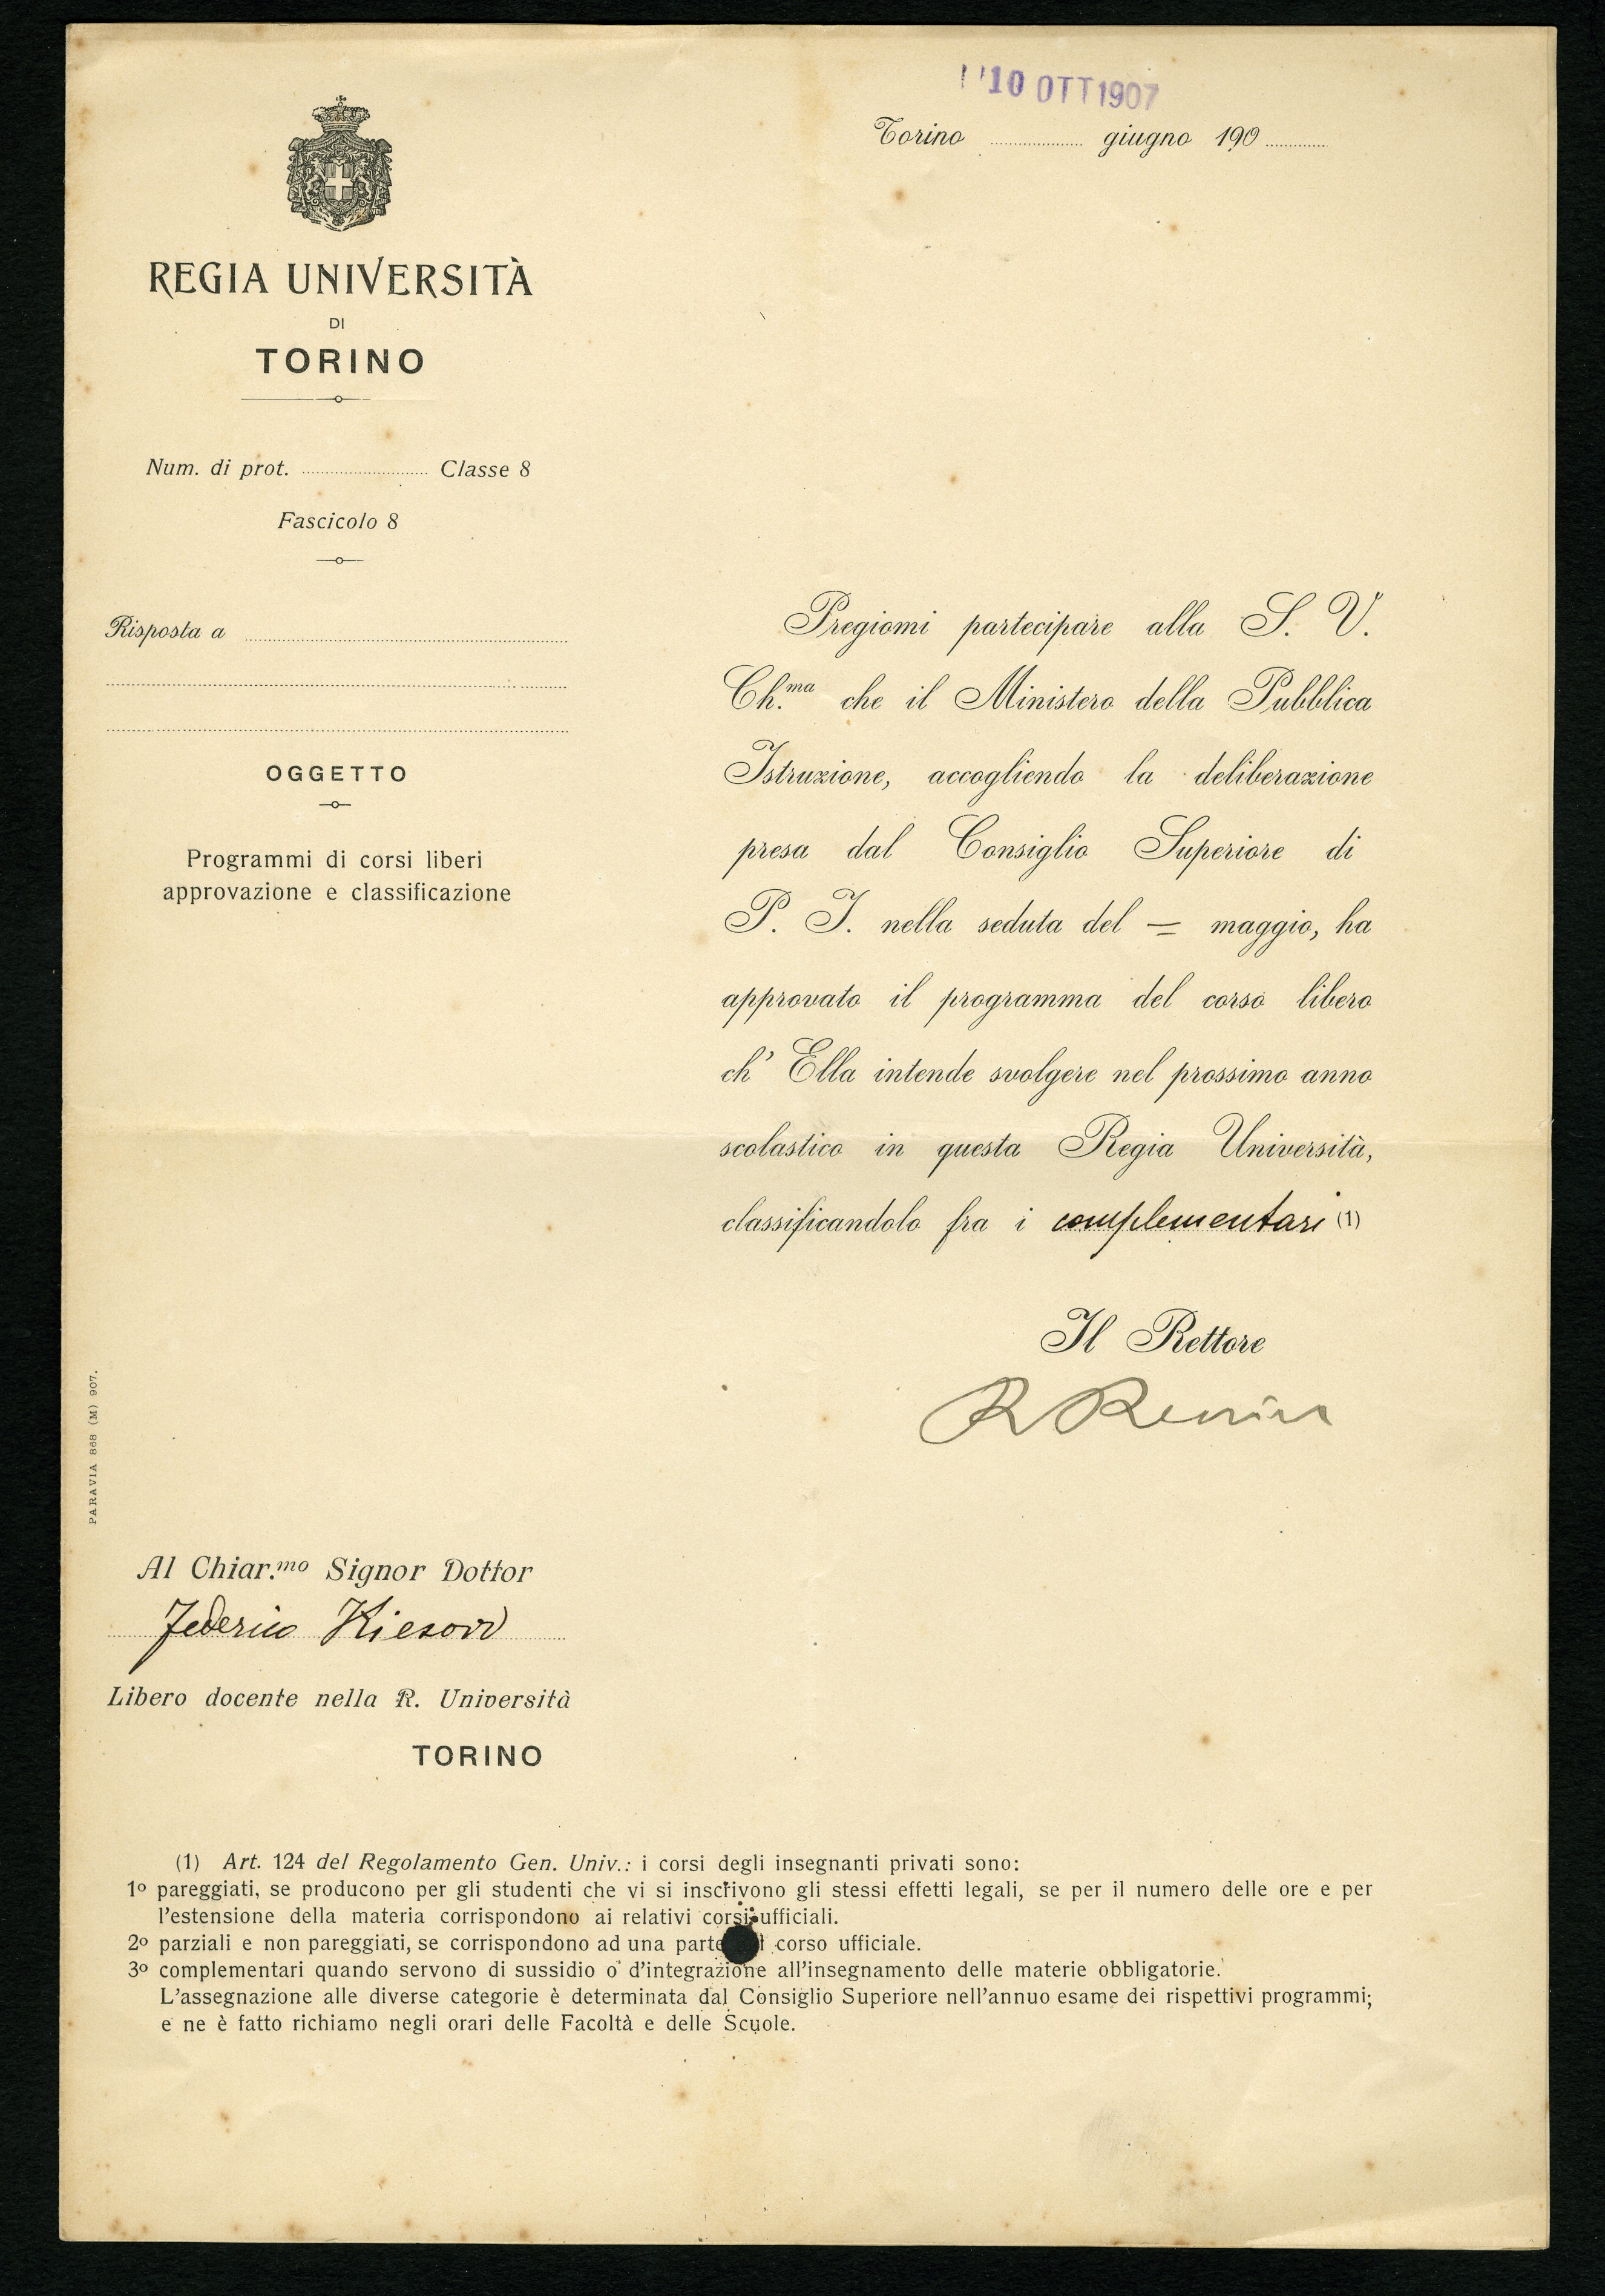 10 OTT 1907
Torino ............ giugno 190............
REGIA UNIVERSITÀ
DI
TORINO
Num. di prot. ............ Classe 8
Fascicolo 8
Risposta a ............
OGGETTO
Programmi di corsi liberi
approvazione e classificazione
Pregiomi partecipare alla S. V.
Ch.ma che il Ministero della Pubblica
Istruzione, accogliendo la deliberazione
presa dal Consiglio Superiore di
P. I. nella seduta del = maggio, ha
approvato il programma del corso libero
ch' Ella intende svolgere nel prossimo anno
scolastico in questa Regia Università,
classificandolo fra i complementari (1)
Il Rettore
PARAVIA 868 (M) 907.
Al Chiar.mo Signor Dottor
Federico Kiesow
Libero docente nella R. Università
TORINO
(1) Art. 124 del Regolamento Gen. Univ.: i corsi degli insegnanti privati sono:
1º pareggiati, se producono per gli studenti che vi si inscrivono gli stessi effetti legali, se per il numero delle ore e per
l'estensione della materia corrispondono ai relativi corsi ufficiali.
2º parziali e non pareggiati, se corrispondono ad una parte corso ufficiale.
3º complementari quando servono di sussidio o d'integrazione all'insegnamento delle materie obbligatorie.
L'assegnazione alle diverse categorie è determinata dal Consiglio Superiore nell'annuo esame dei rispettivi programmi;
e ne è fatto richiamo negli orari delle Facoltà e delle Scuole.